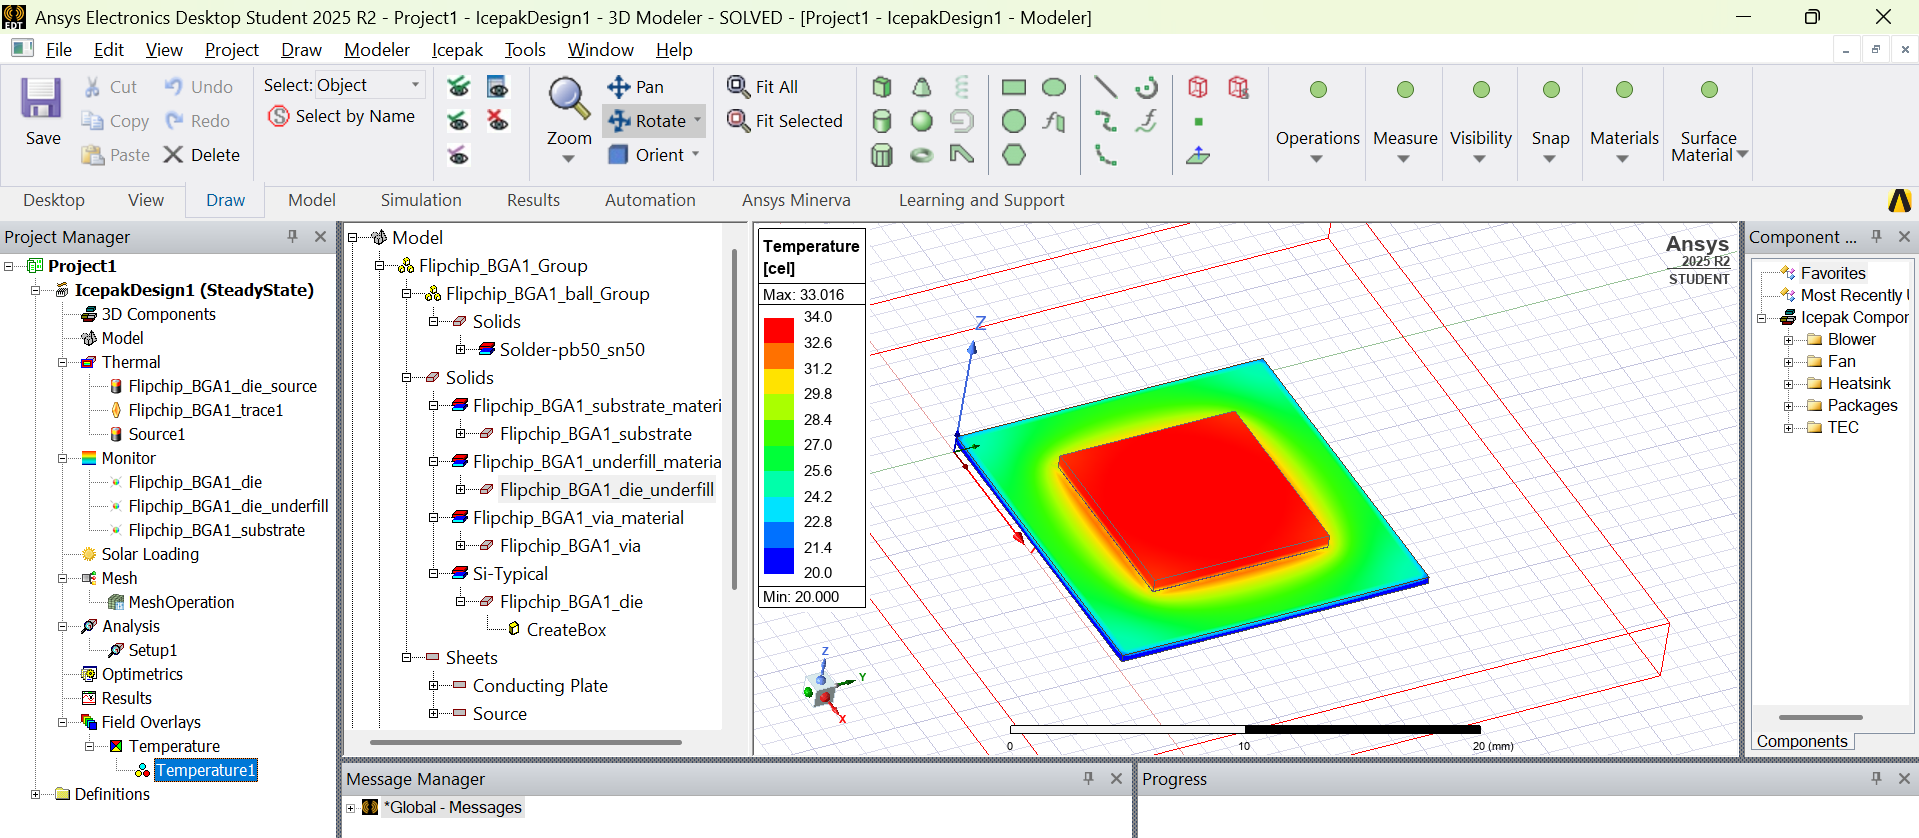 Ansys Electronics Desktop Student 2025 R2 - Project1 - IcepakDesign1 - 3D Modeler - SOLVED - [Project1 - IcepakDesign1 - Modeler]
EDT
File Edit View Project Draw Modeler Icepak Tools Window Help
Save
Cut
Copy
Paste
Undo
Redo
Delete
Select: Object
Select by Name
Zoom
Pan
Rotate
Orient
Fit All
Fit Selected
Operations
Measure
Visibility
Snap
Materials
Surface
Material
Desktop View Draw Model Simulation Results Automation Ansys Minerva Learning and Support
Project Manager
Project1
IcepakDesign1 (SteadyState)
3D Components
Model
Thermal
Flipchip_BGA1_die_source
Flipchip_BGA1_trace1
Source1
Monitor
Flipchip_BGA1_die
Flipchip_BGA1_die_underfill
Flipchip_BGA1_substrate
Solar Loading
Mesh
MeshOperation
Analysis
Setup1
Optimetrics
Results
Field Overlays
Temperature
Temperature1
Definitions
Model
Flipchip_BGA1_Group
Flipchip_BGA1_ball_Group
Solids
Solder-pb50_sn50
Solids
Flipchip_BGA1_substrate_materi
Flipchip_BGA1_substrate
Flipchip_BGA1_underfill_materia
Flipchip_BGA1_die_underfill
Flipchip_BGA1_via_material
Flipchip_BGA1_via
Si-Typical
Flipchip_BGA1_die
CreateBox
Sheets
Conducting Plate
Source
Temperature
[cel]
Max: 33.016
34.0
32.6
31.2
29.8
28.4
27.0
25.6
24.2
22.8
21.4
20.0
Min: 20.000
Ansys
2025 R2
STUDENT
Z
Z
Y
X
0 10 20 (mm)
Component ...
Favorites
Most Recently
Icepak Compor
Blower
Fan
Heatsink
Packages
TEC
Components
Message Manager
*Global - Messages
Progress